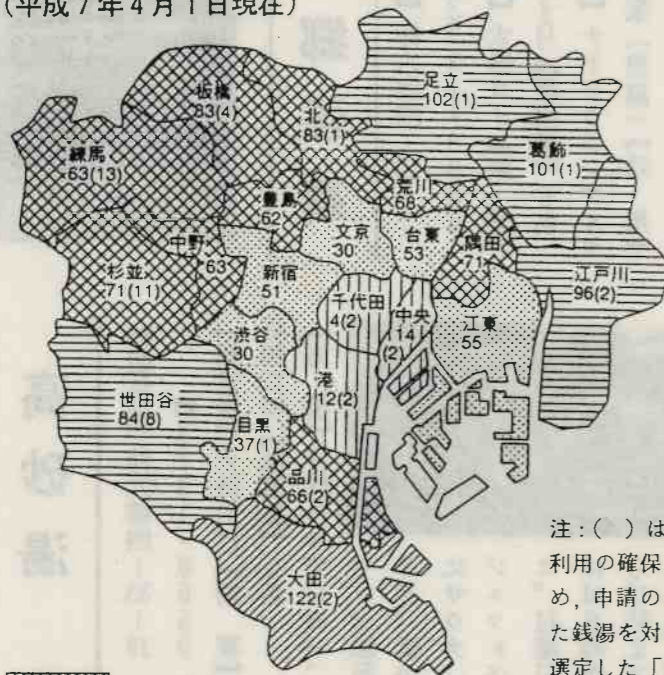 (平成7年4月1日現在)
足立
102(1)
板橋
83(4)
北
83(1)
葛飾
101(1)
練馬
63(13)
荒川
68
豊島
62
文京
30
台東
53
隅田
71
中野
63
新宿
51
江戸川
96(2)
杉並
71(11)
千代田
4(2)
中央
14
(2)
江東
55
渋谷
30
港
12(2)
世田谷
84(8)
目黒
37(1)
品川
66(2)
大田
122(2)
注:( )は
利用の確保
め,申請の
た銭湯を対
選定した「
高砂湯